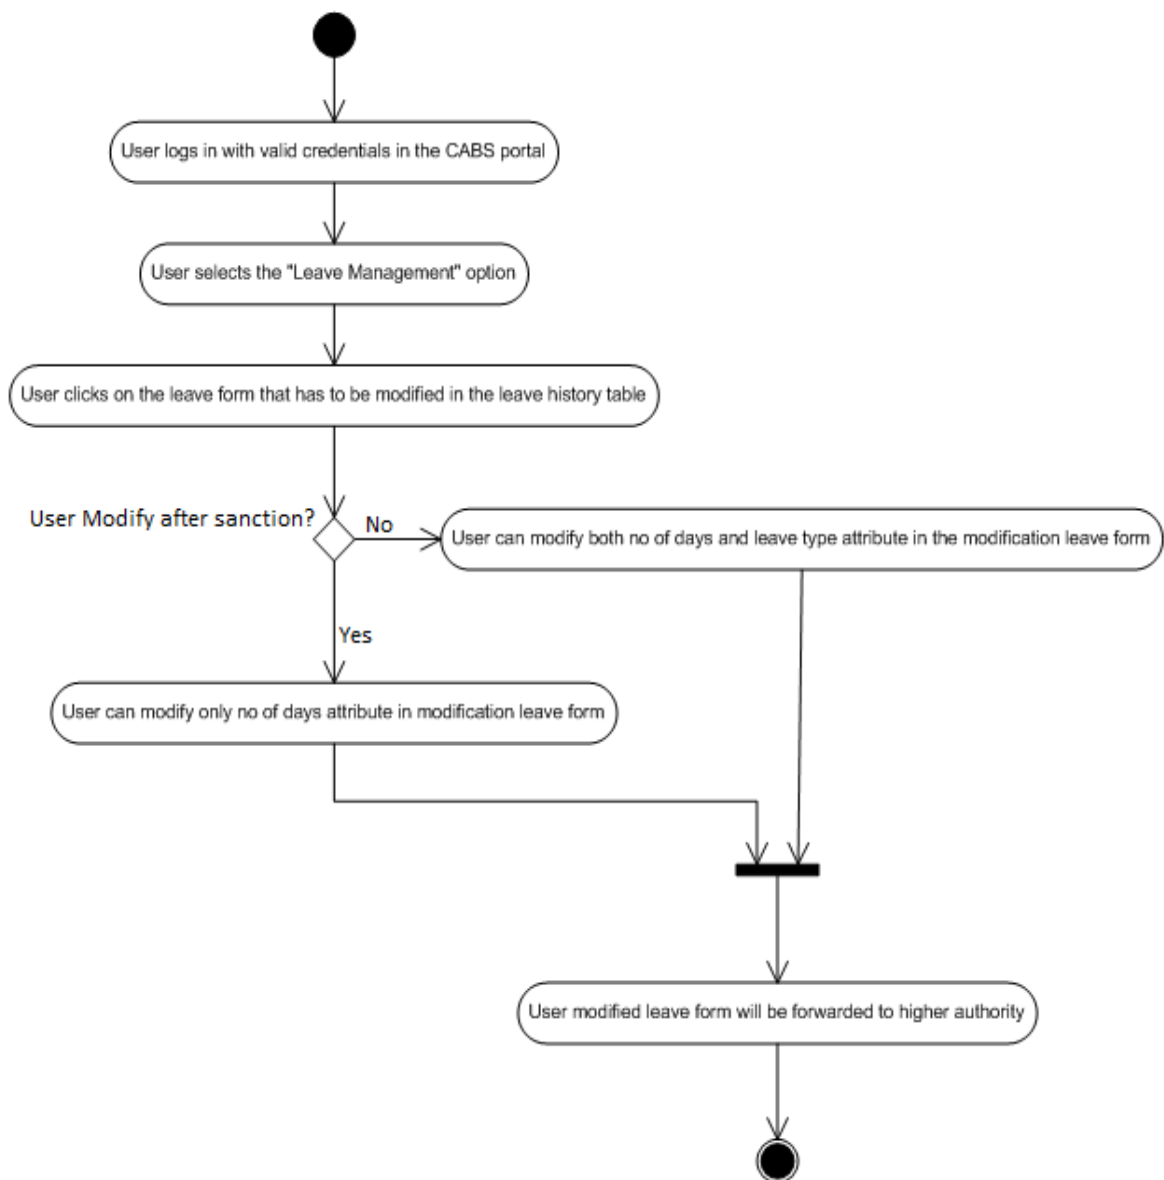 User logs in with valid credentials in the CABS portal
User selects the "Leave Management" option
User clicks on the leave form that has to be modified in the leave history table
User Modify after sanction?
No
User can modify both no of days and leave type attribute in the modification leave form
Yes
User can modify only no of days attribute in modification leave form
User modified leave form will be forwarded to higher authority